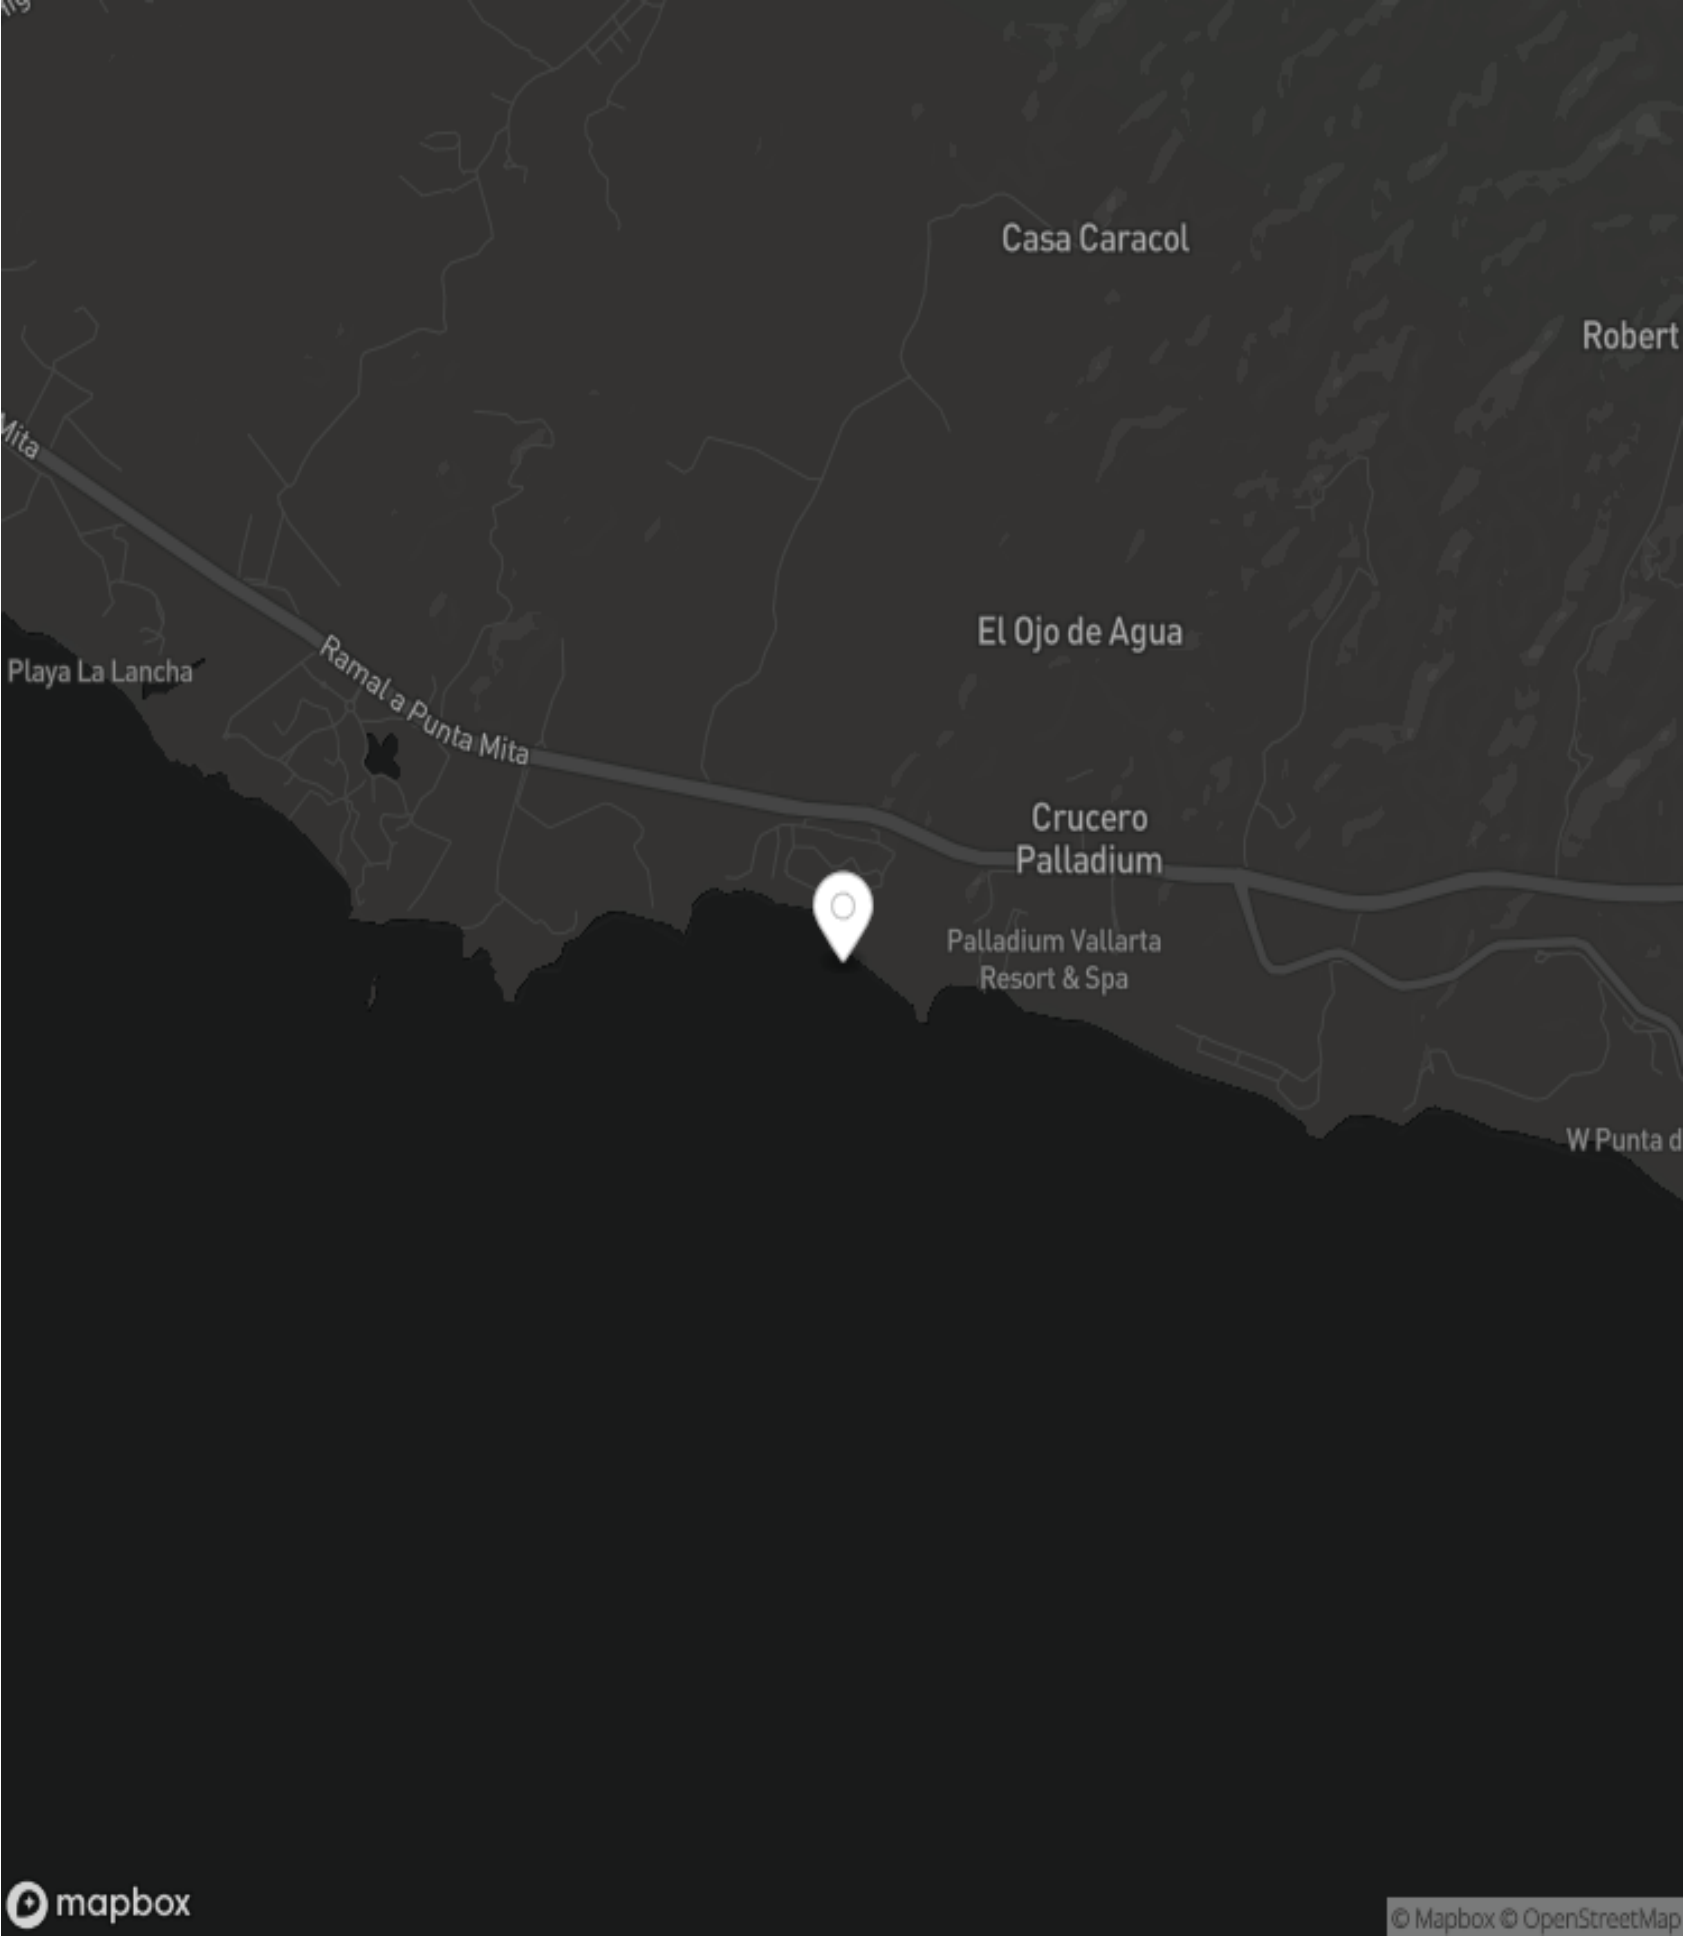 Casa Caracol
Robert
Mita
El Ojo de Agua
Playa La Lancha
Ramal a Punta Mita
Crucero
Palladium
Palladium Vallarta
Resort & Spa
W Punta d
mapbox
© Mapbox © OpenStreetMap